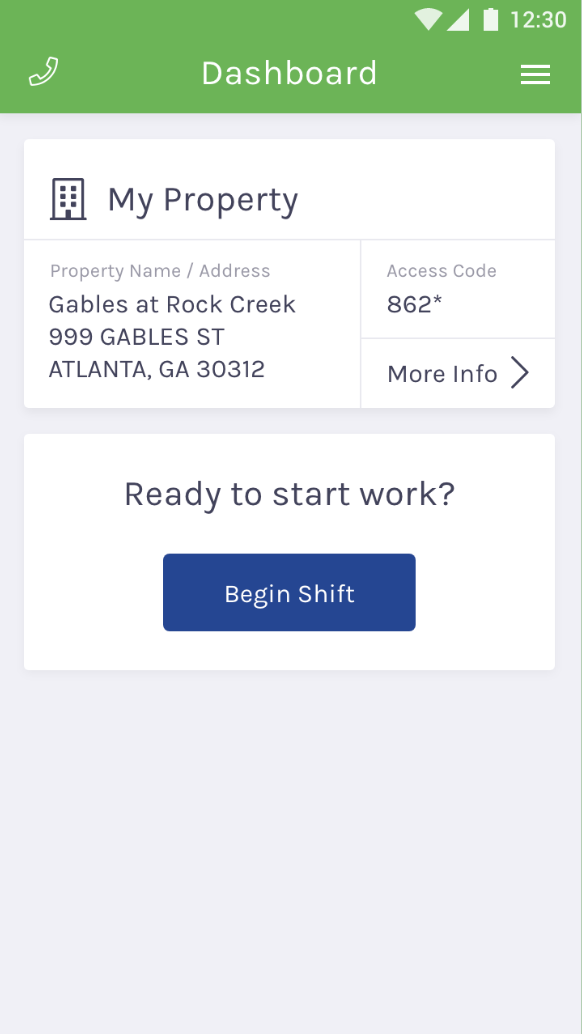 12:30
Dashboard
My Property
Property Name / Address
Gables at Rock Creek
999 GABLES ST
ATLANTA, GA 30312
Access Code
862*
More Info
Ready to start work?
Begin Shift